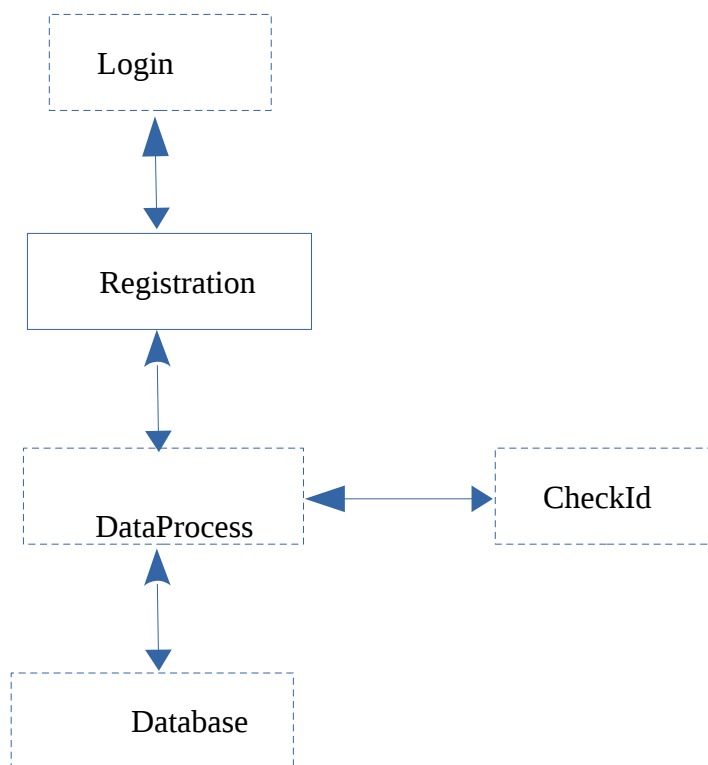 Login
Registration
DataProcess
CheckId
Database